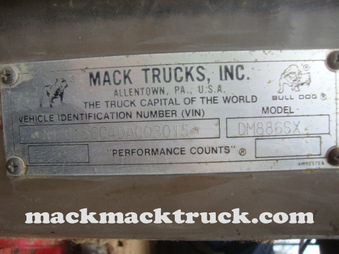 MACK TRUCKS, INC.
ALLENTOWN, PA., U.S.A.
THE TRUCK CAPITAL OF THE WORLD
BULL DOG ®
VEHICLE IDENTIFICATION NUMBER (VIN)
MODEL
DM886SX
"PERFORMANCE COUNTS" ®
mackmacktruck.com